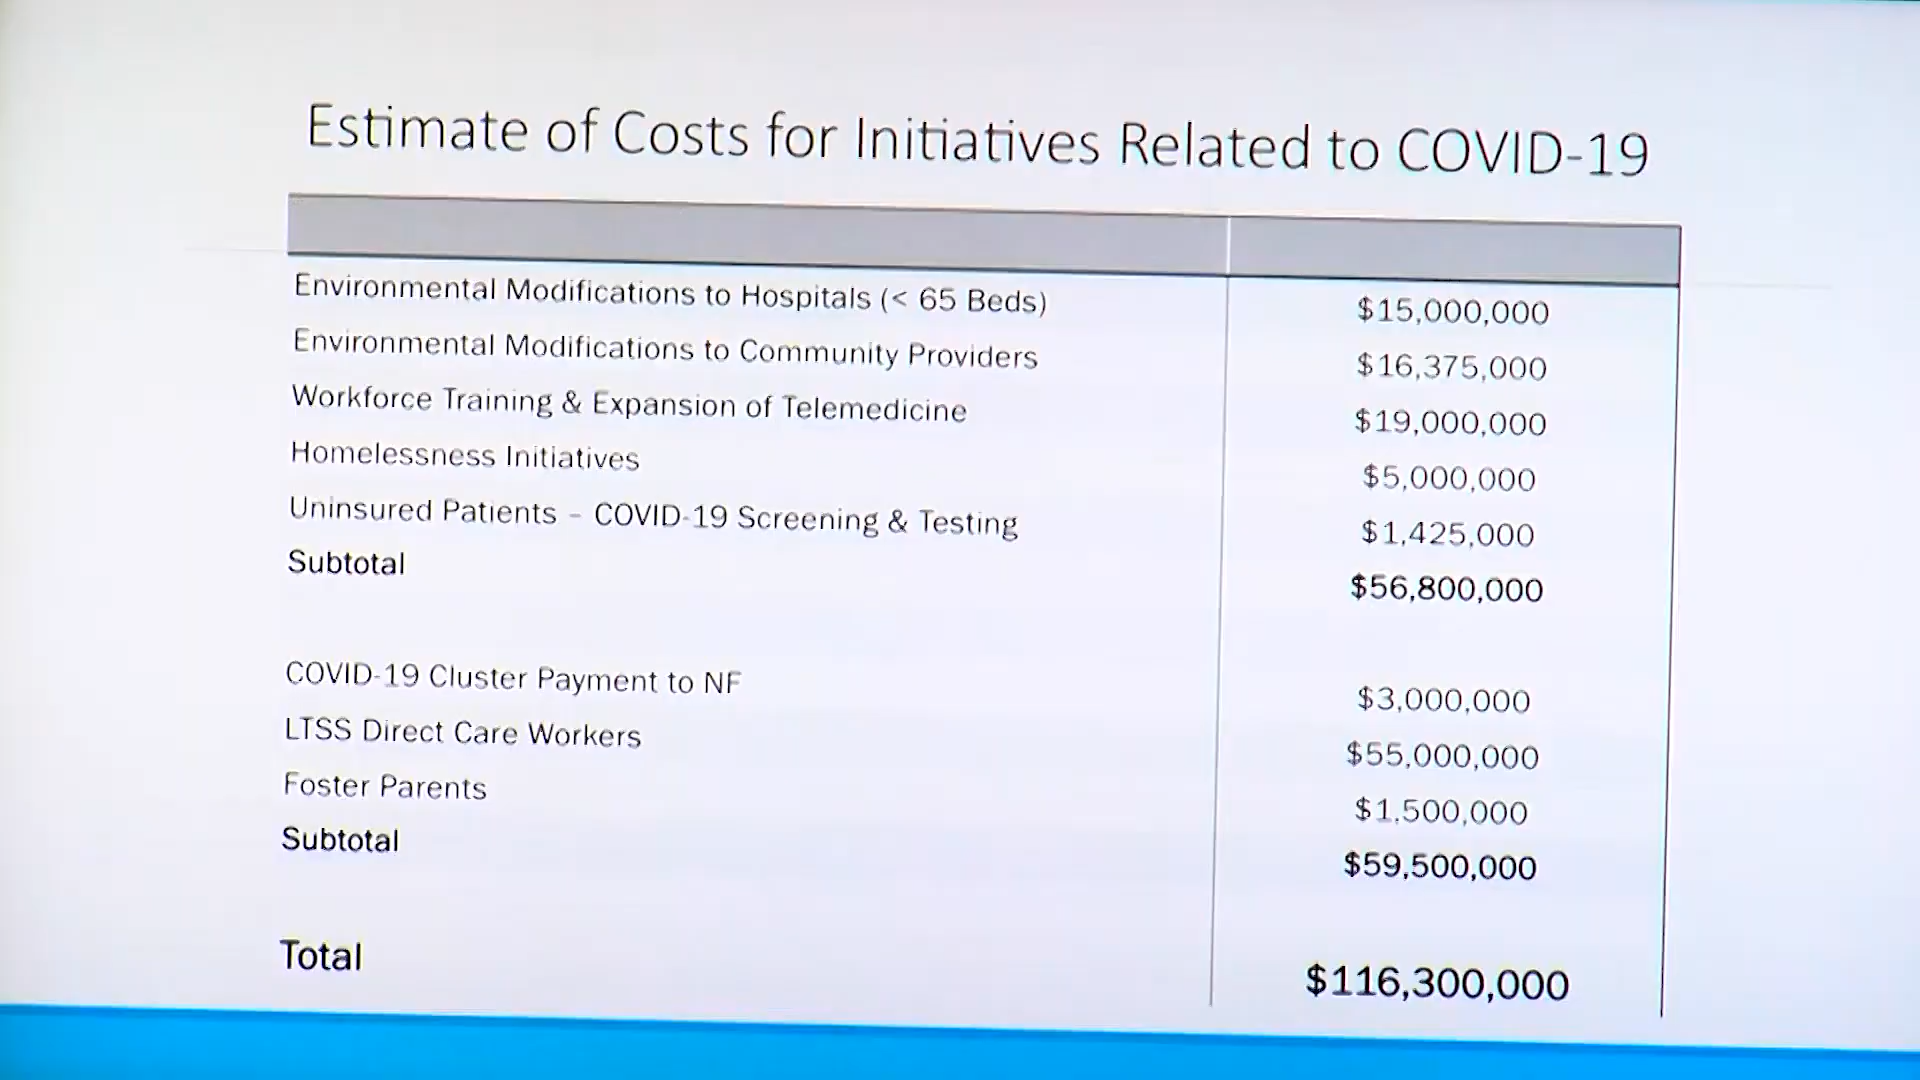 Estimate of Costs for Initiatives Related to COVID-19
Environmental Modifications to Hospitals (< 65 Beds) $15,000,000
Environmental Modifications to Community Providers $16,375,000
Workforce Training & Expansion of Telemedicine $19,000,000
Homelessness Initiatives $5,000,000
Uninsured Patients – COVID-19 Screening & Testing $1,425,000
Subtotal $56,800,000
COVID-19 Cluster Payment to NF $3,000,000
LTSS Direct Care Workers $55,000,000
Foster Parents $1,500,000
Subtotal $59,500,000
Total $116,300,000